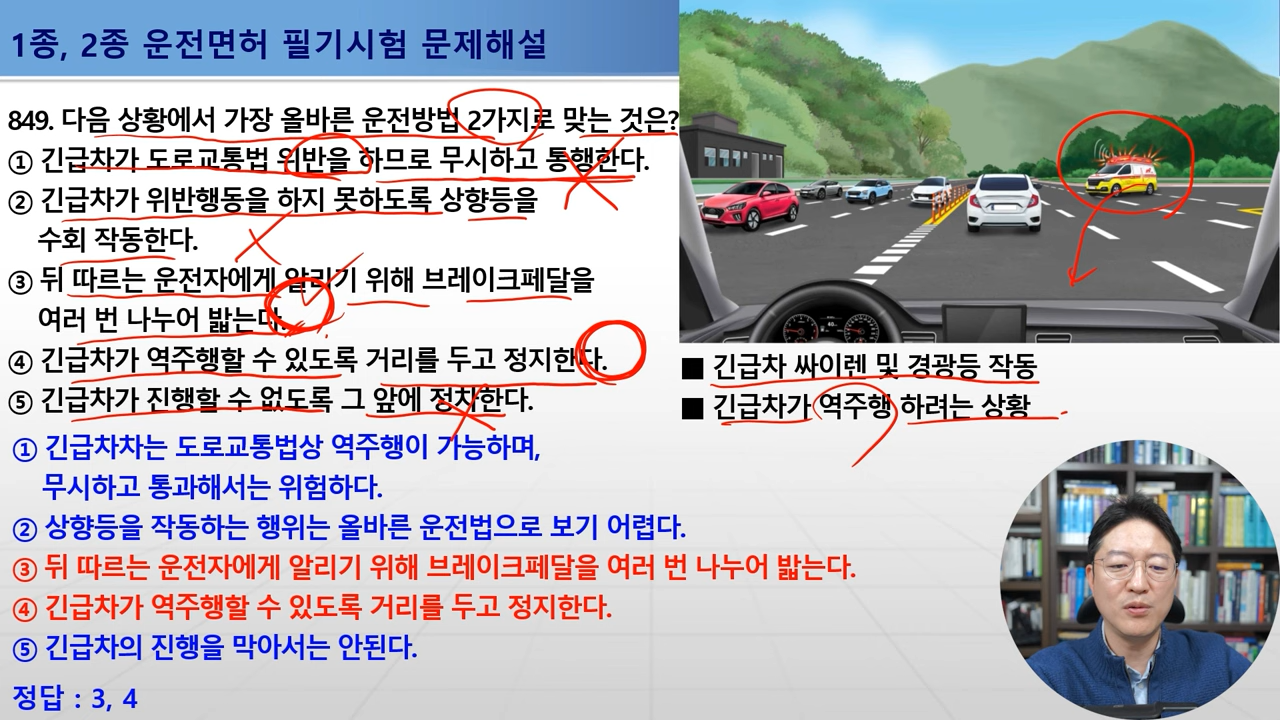 1종, 2종 운전면허 필기시험 문제해설
849. 다음 상황에서 가장 올바른 운전방법 2가지로 맞는 것은?
① 긴급차가 도로교통법 위반을 하므로 무시하고 통행한다.
② 긴급차가 위반행동을 하지 못하도록 상향등을
수회 작동한다.
③ 뒤 따르는 운전자에게 알리기 위해 브레이크페달을
여러 번 나누어 밟는다.
④ 긴급차가 역주행할 수 있도록 거리를 두고 정지한다.
⑤ 긴급차가 진행할 수 없도록 그 앞에 정차한다.
■ 긴급차 싸이렌 및 경광등 작동
■ 긴급차가 역주행 하려는 상황
① 긴급차차는 도로교통법상 역주행이 가능하며,
무시하고 통과해서는 위험하다.
② 상향등을 작동하는 행위는 올바른 운전법으로 보기 어렵다.
③ 뒤 따르는 운전자에게 알리기 위해 브레이크페달을 여러 번 나누어 밟는다.
④ 긴급차가 역주행할 수 있도록 거리를 두고 정지한다.
⑤ 긴급차의 진행을 막아서는 안된다.
정답 : 3, 4